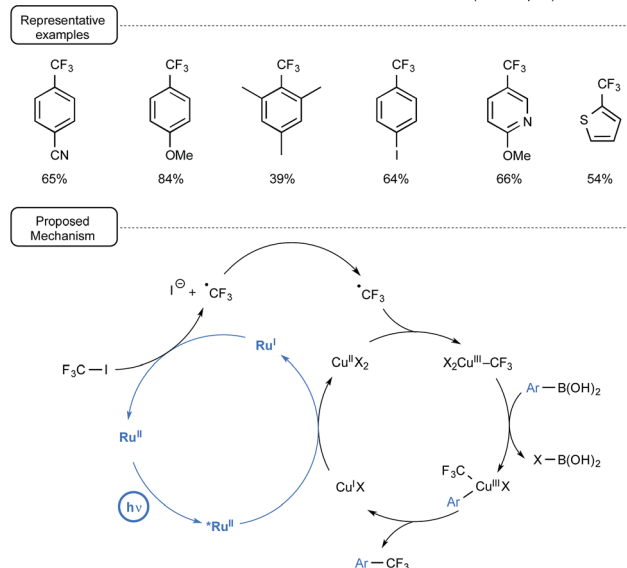 Representative
examples
CF3 CF3 CF3 CF3 CF3 CF3
N
S
CN OMe I OMe
65% 84% 39% 64% 66% 54%
Proposed
Mechanism
I⊖ + •CF3 •CF3
F3C—I
RuI
CuIIX2
X2CuIII–CF3
Ar—B(OH)2
RuII
X—B(OH)2
CuIX
F3C
CuIIIX
Ar
hν
*RuII
Ar—CF3